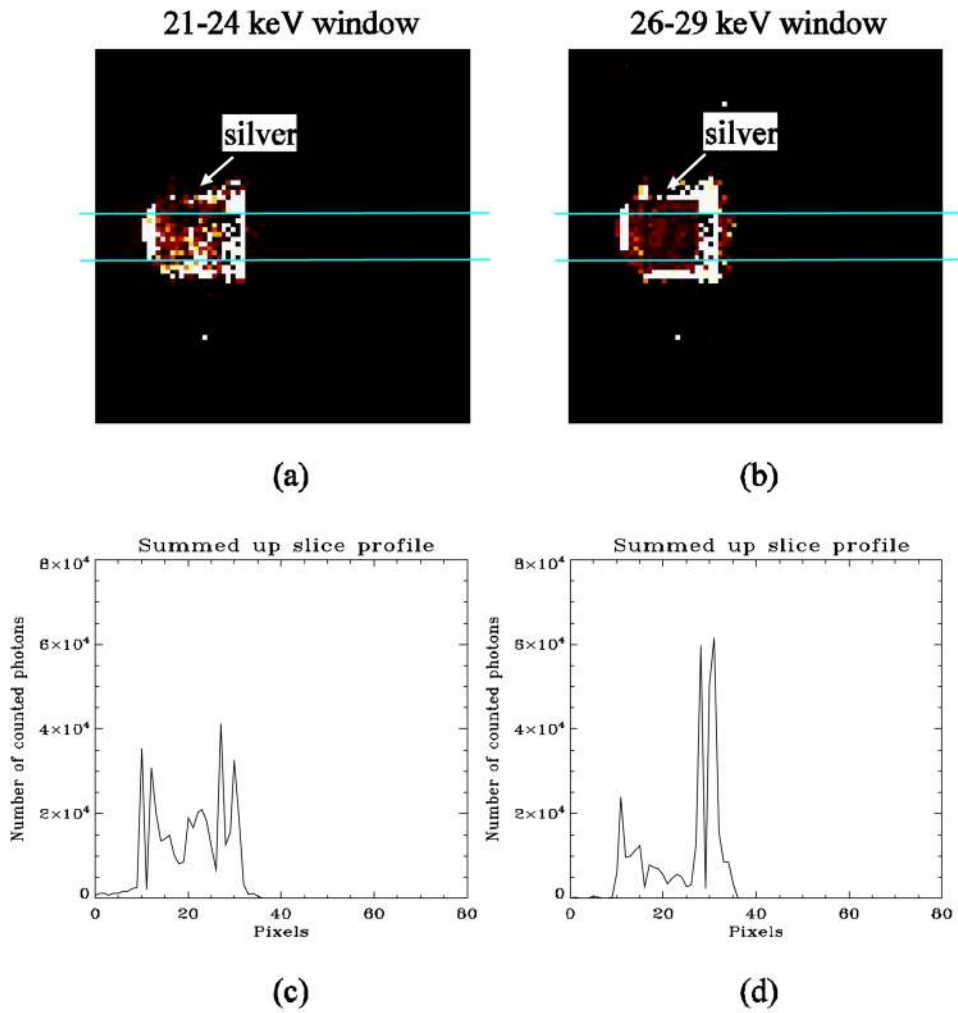 21-24 keV window
26-29 keV window
silver
silver
(a)
(b)
Summed up slice profile
8×10⁴
6×10⁴
4×10⁴
2×10⁴
0
Number of counted photons
0
20
40
60
80
Pixels
Summed up slice profile
8×10⁴
6×10⁴
4×10⁴
2×10⁴
0
Number of counted photons
0
20
40
60
80
Pixels
(c)
(d)